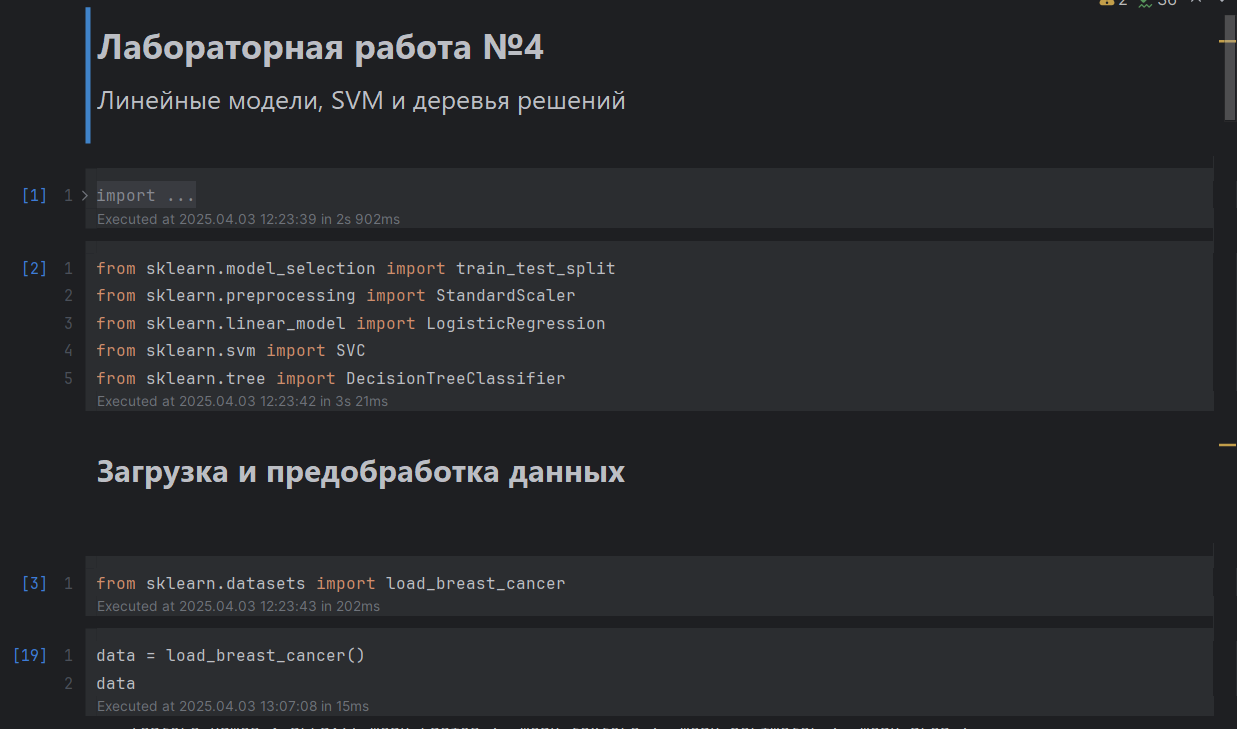 2 36
Лабораторная работа №4
Линейные модели, SVM и деревья решений
[1] 1 import ...
Executed at 2025.04.03 12:23:39 in 2s 902ms
[2] 1 from sklearn.model_selection import train_test_split
2 from sklearn.preprocessing import StandardScaler
3 from sklearn.linear_model import LogisticRegression
4 from sklearn.svm import SVC
5 from sklearn.tree import DecisionTreeClassifier
Executed at 2025.04.03 12:23:42 in 3s 21ms
Загрузка и предобработка данных
[3] 1 from sklearn.datasets import load_breast_cancer
Executed at 2025.04.03 12:23:43 in 202ms
[19] 1 data = load_breast_cancer()
2 data
Executed at 2025.04.03 13:07:08 in 15ms